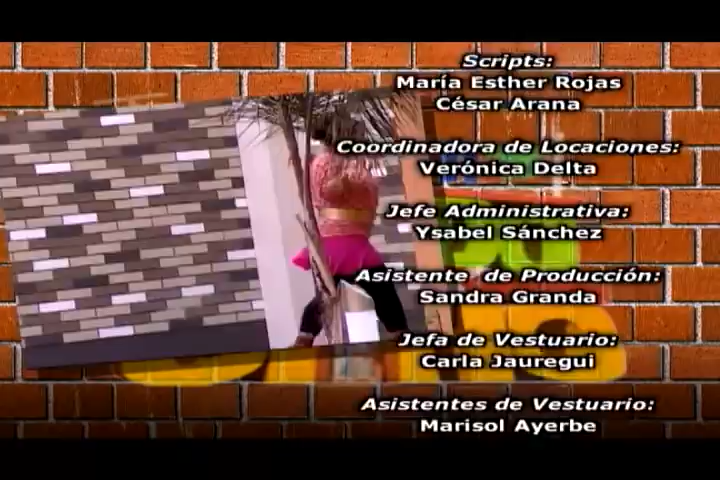 Scripts:
María Esther Rojas
César Arana
Coordinadora de Locaciones:
Verónica Delta
Jefe Administrativa:
Ysabel Sánchez
Asistente de Producción:
Sandra Granda
Jefa de Vestuario:
Carla Jauregui
Asistentes de Vestuario:
Marisol Ayerbe